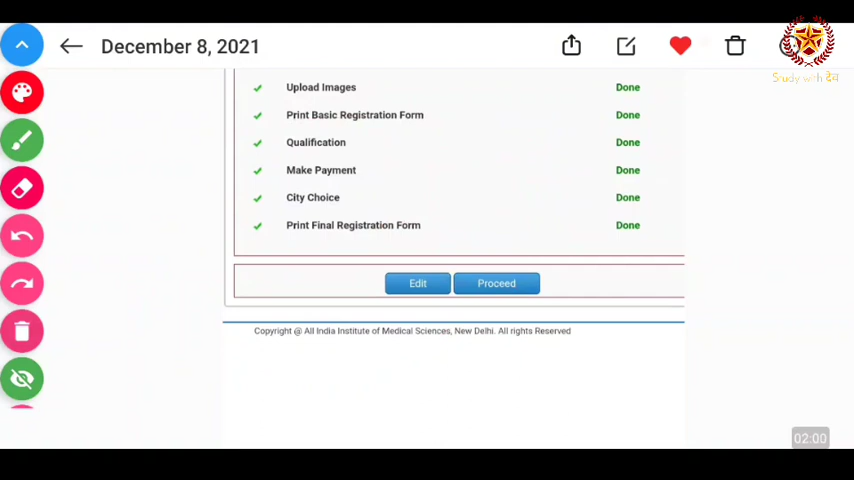 December 8, 2021
Study with देव
Upload Images Done
Print Basic Registration Form Done
Qualification Done
Make Payment Done
City Choice Done
Print Final Registration Form Done
Edit Proceed
Copyright @ All India Institute of Medical Sciences, New Delhi. All rights Reserved
02:00